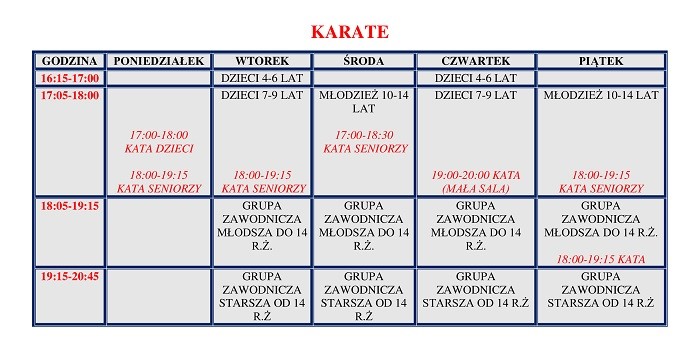 KARATE
GODZINA PONIEDZIAŁEK WTOREK ŚRODA CZWARTEK PIĄTEK
16:15-17:00 DZIECI 4-6 LAT DZIECI 4-6 LAT
17:05-18:00 DZIECI 7-9 LAT MŁODZIEŻ 10-14 DZIECI 7-9 LAT MŁODZIEŻ 10-14 LAT
LAT
17:00-18:00 17:00-18:30
KATA DZIECI KATA SENIORZY
18:00-19:15 18:00-19:15 19:00-20:00 KATA 18:00-19:15
KATA SENIORZY KATA SENIORZY (MAŁA SALA) KATA SENIORZY
18:05-19:15 GRUPA GRUPA GRUPA GRUPA
ZAWODNICZA ZAWODNICZA ZAWODNICZA ZAWODNICZA
MŁODSZA DO 14 MŁODSZA DO 14 MŁODSZA DO 14 MŁODSZA DO 14 R.Ż.
R.Ż. R.Ż. R.Ż.
18:00-19:15 KATA
19:15-20:45 GRUPA GRUPA GRUPA GRUPA
ZAWODNICZA ZAWODNICZA ZAWODNICZA ZAWODNICZA
STARSZA OD 14 STARSZA OD 14 STARSZA OD 14 R.Ż STARSZA OD 14 R.Ż
R.Ż R.Ż